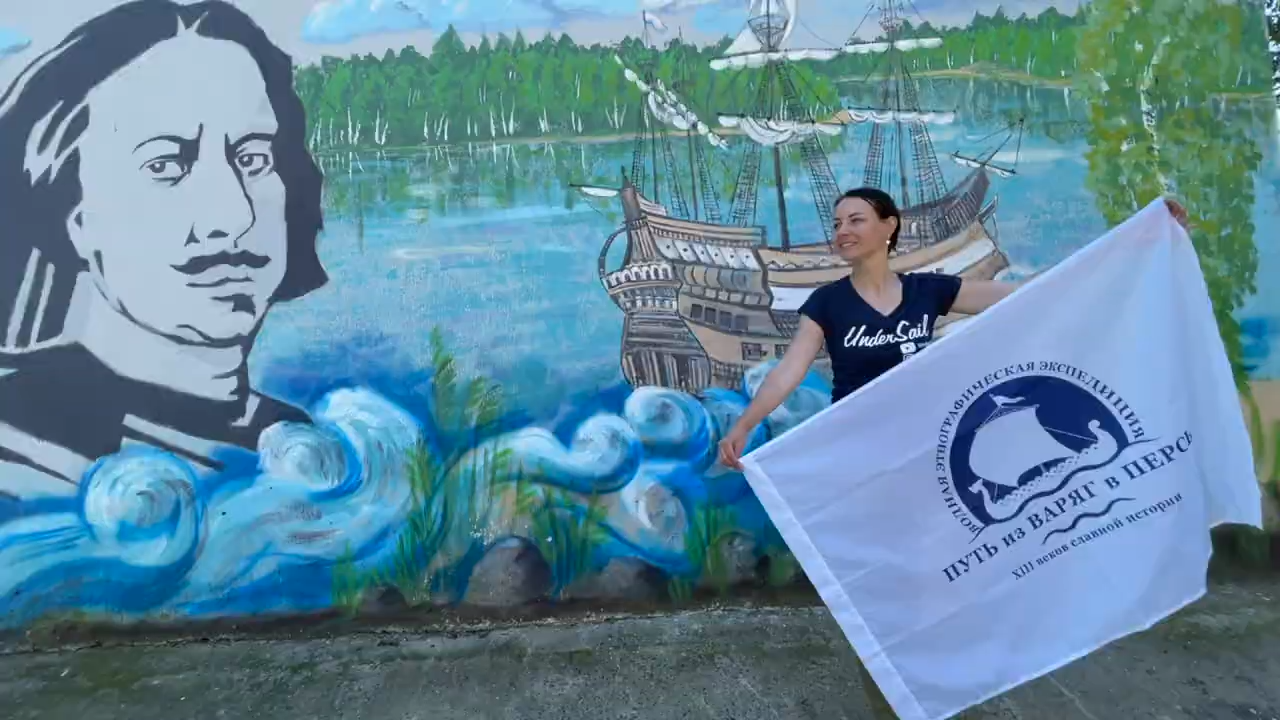 UnderSail
ВОДНАЯ ЭТНОГРАФИЧЕСКАЯ ЭКСПЕДИЦИЯ
ПУТЬ ИЗ ВАРЯГ В ПЕРСЫ
XIII веков славной истории